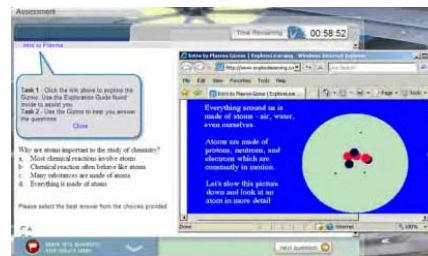 Assessment
Time Remaining 00:58:52
Intro to Plasma
Task 1 - Click the link above to explore the
Gizmo. Use the Exploration Guide found
inside to assist you.
Task 2 - Use the Gizmo to help you answer
the questions
Close
Why are atoms important to the study of chemistry?
a. Most chemical reactions involve atoms
b. Chemical reaction often behave like atoms
c. Many substances are made of atoms
d. Everything is made of atoms
Please select the best answer from the choices provided
A
Intro to Plasma Gizmo | ExploreLearning - Windows Internet Explorer
File Edit View Favorites Tools Help
Page Tools
Everything around us is
made of atoms - air, water,
even ourselves.
Atoms are made of
protons, neutrons, and
electrons which are
constantly in motion.
Let's slow this picture
down and look at an
atom in more detail
Done
Internet
100%
next question